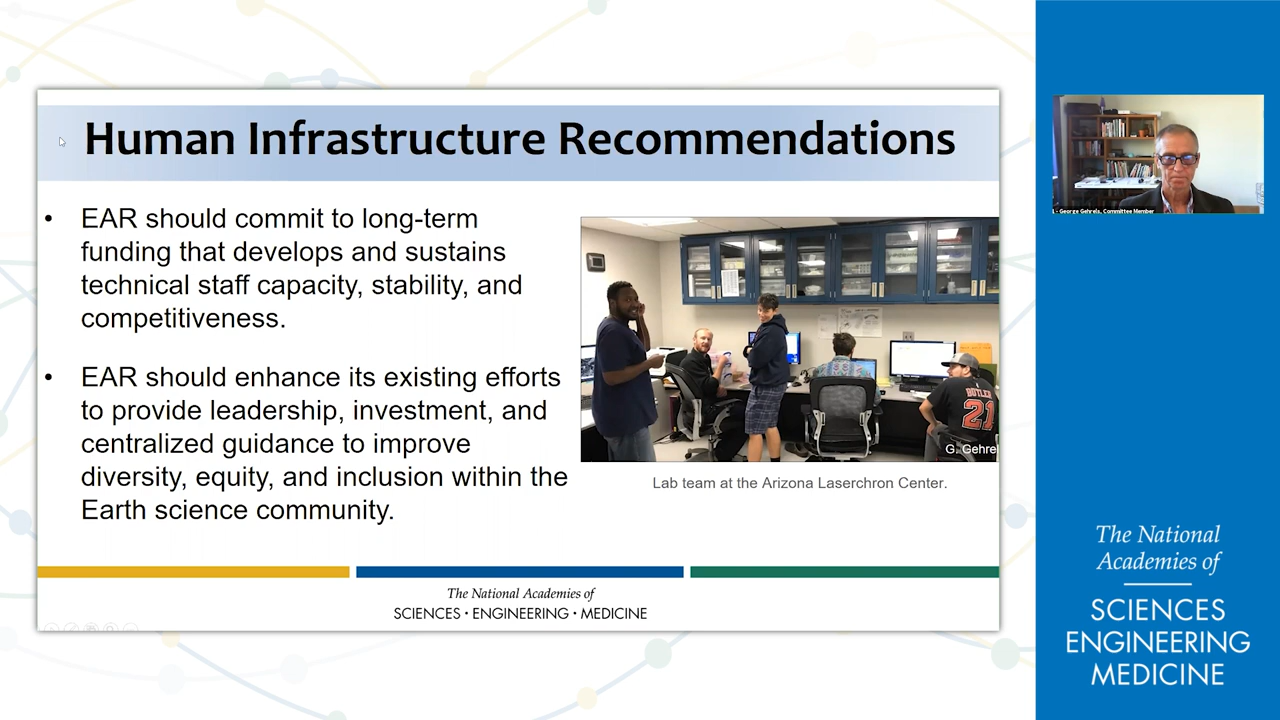 Human Infrastructure Recommendations
• EAR should commit to long-term
funding that develops and sustains
technical staff capacity, stability, and
competitiveness.
• EAR should enhance its existing efforts
to provide leadership, investment, and
centralized guidance to improve
diversity, equity, and inclusion within the
Earth science community.
BUTLER
21
G. Gehre
Lab team at the Arizona Laserchron Center.
The National Academies of
SCIENCES • ENGINEERING • MEDICINE
George Gehrels, Committee Member
The National
Academies of
SCIENCES
ENGINEERING
MEDICINE